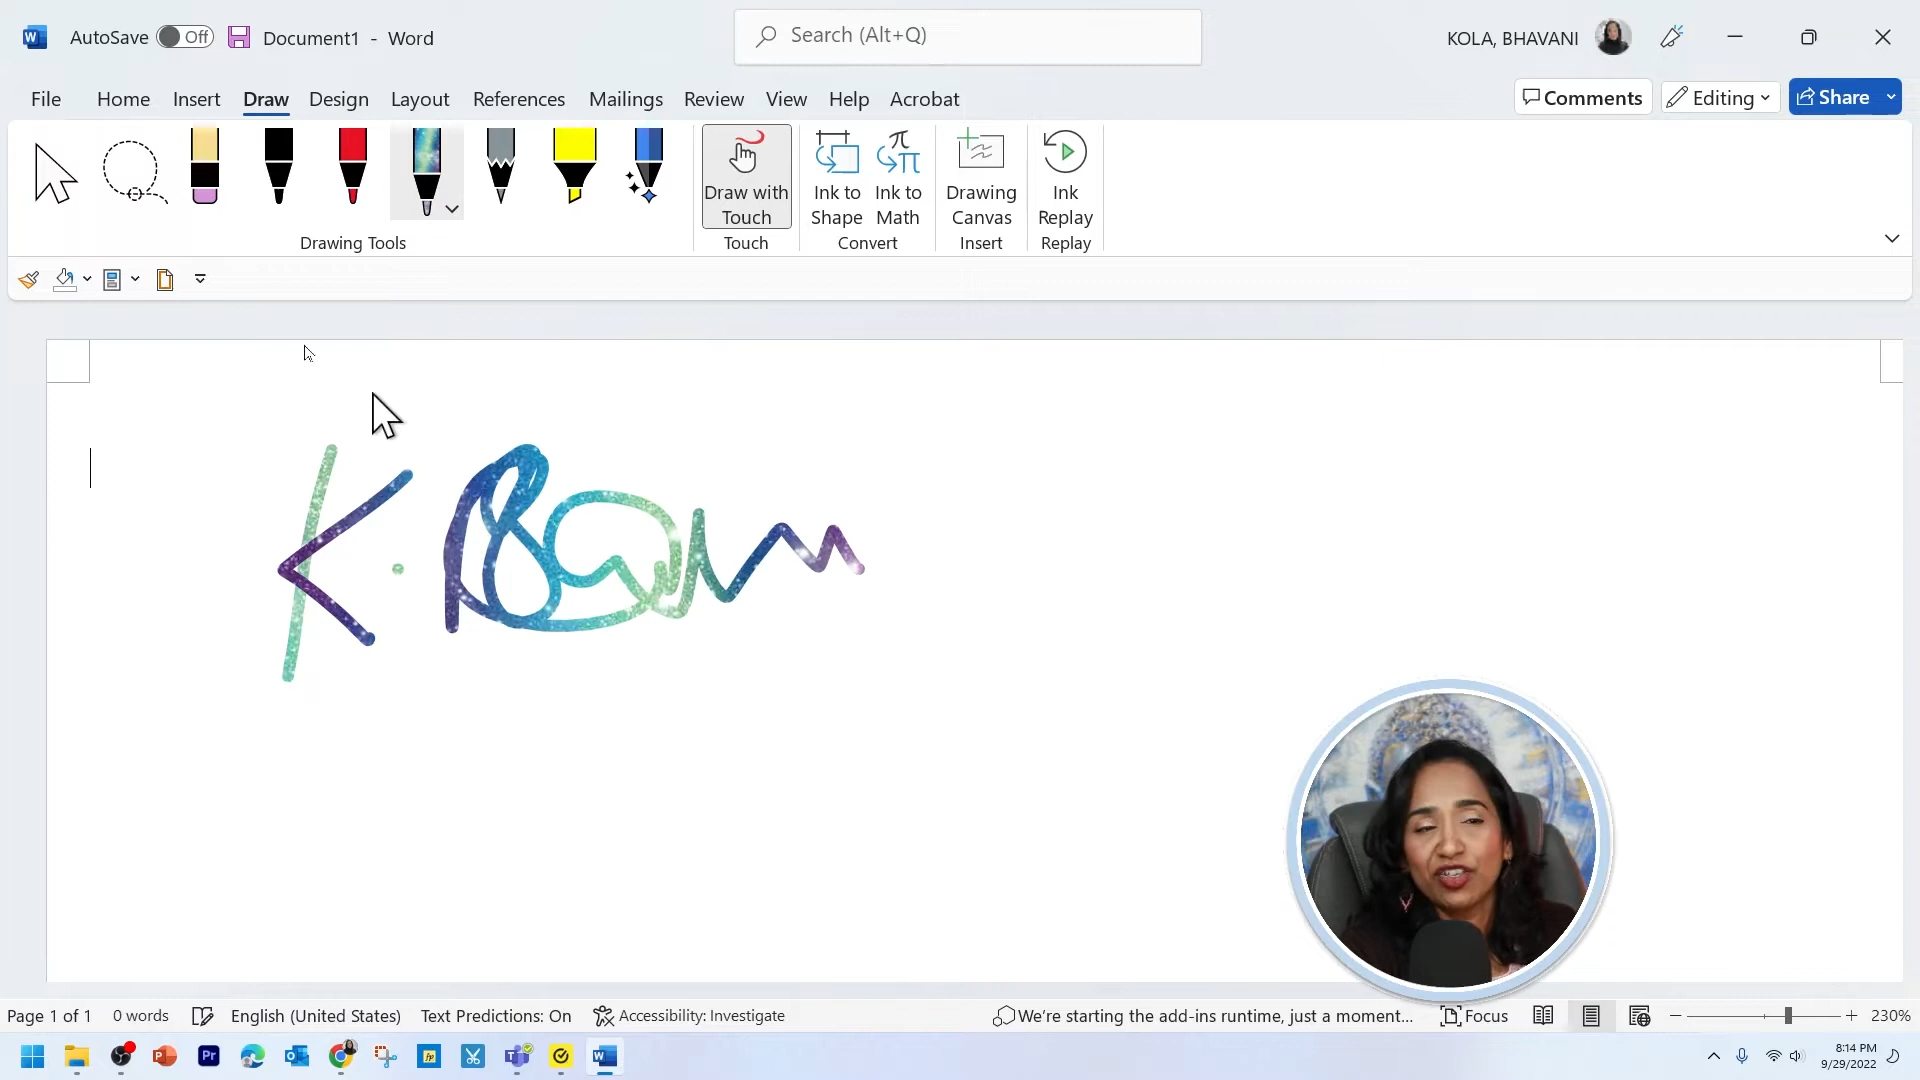 W AutoSave Off Document1 - Word Search (Alt+Q) KOLA, BHAVANI
File Home Insert Draw Design Layout References Mailings Review View Help Acrobat Comments Editing Share
Draw with Touch Ink to Shape Ink to Math Drawing Canvas Ink Replay
Drawing Tools Touch Convert Insert Replay
K.
Page 1 of 1 0 words English (United States) Text Predictions: On Accessibility: Investigate We're starting the add-ins runtime, just a moment... Focus 230%
P Pr fp W 8:14 PM
9/29/2022